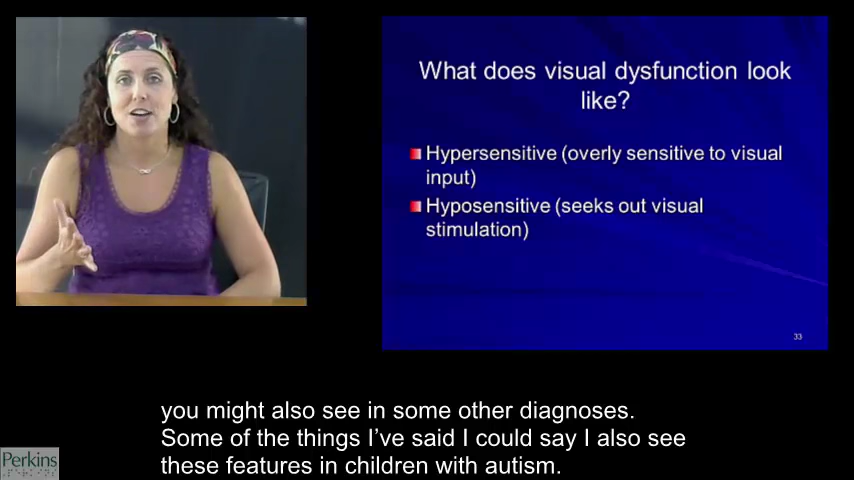 What does visual dysfunction look
like?
Hypersensitive (overly sensitive to visual
input)
Hyposensitive (seeks out visual
stimulation)
33
you might also see in some other diagnoses.
Some of the things I’ve said I could say I also see
these features in children with autism.
Perkins